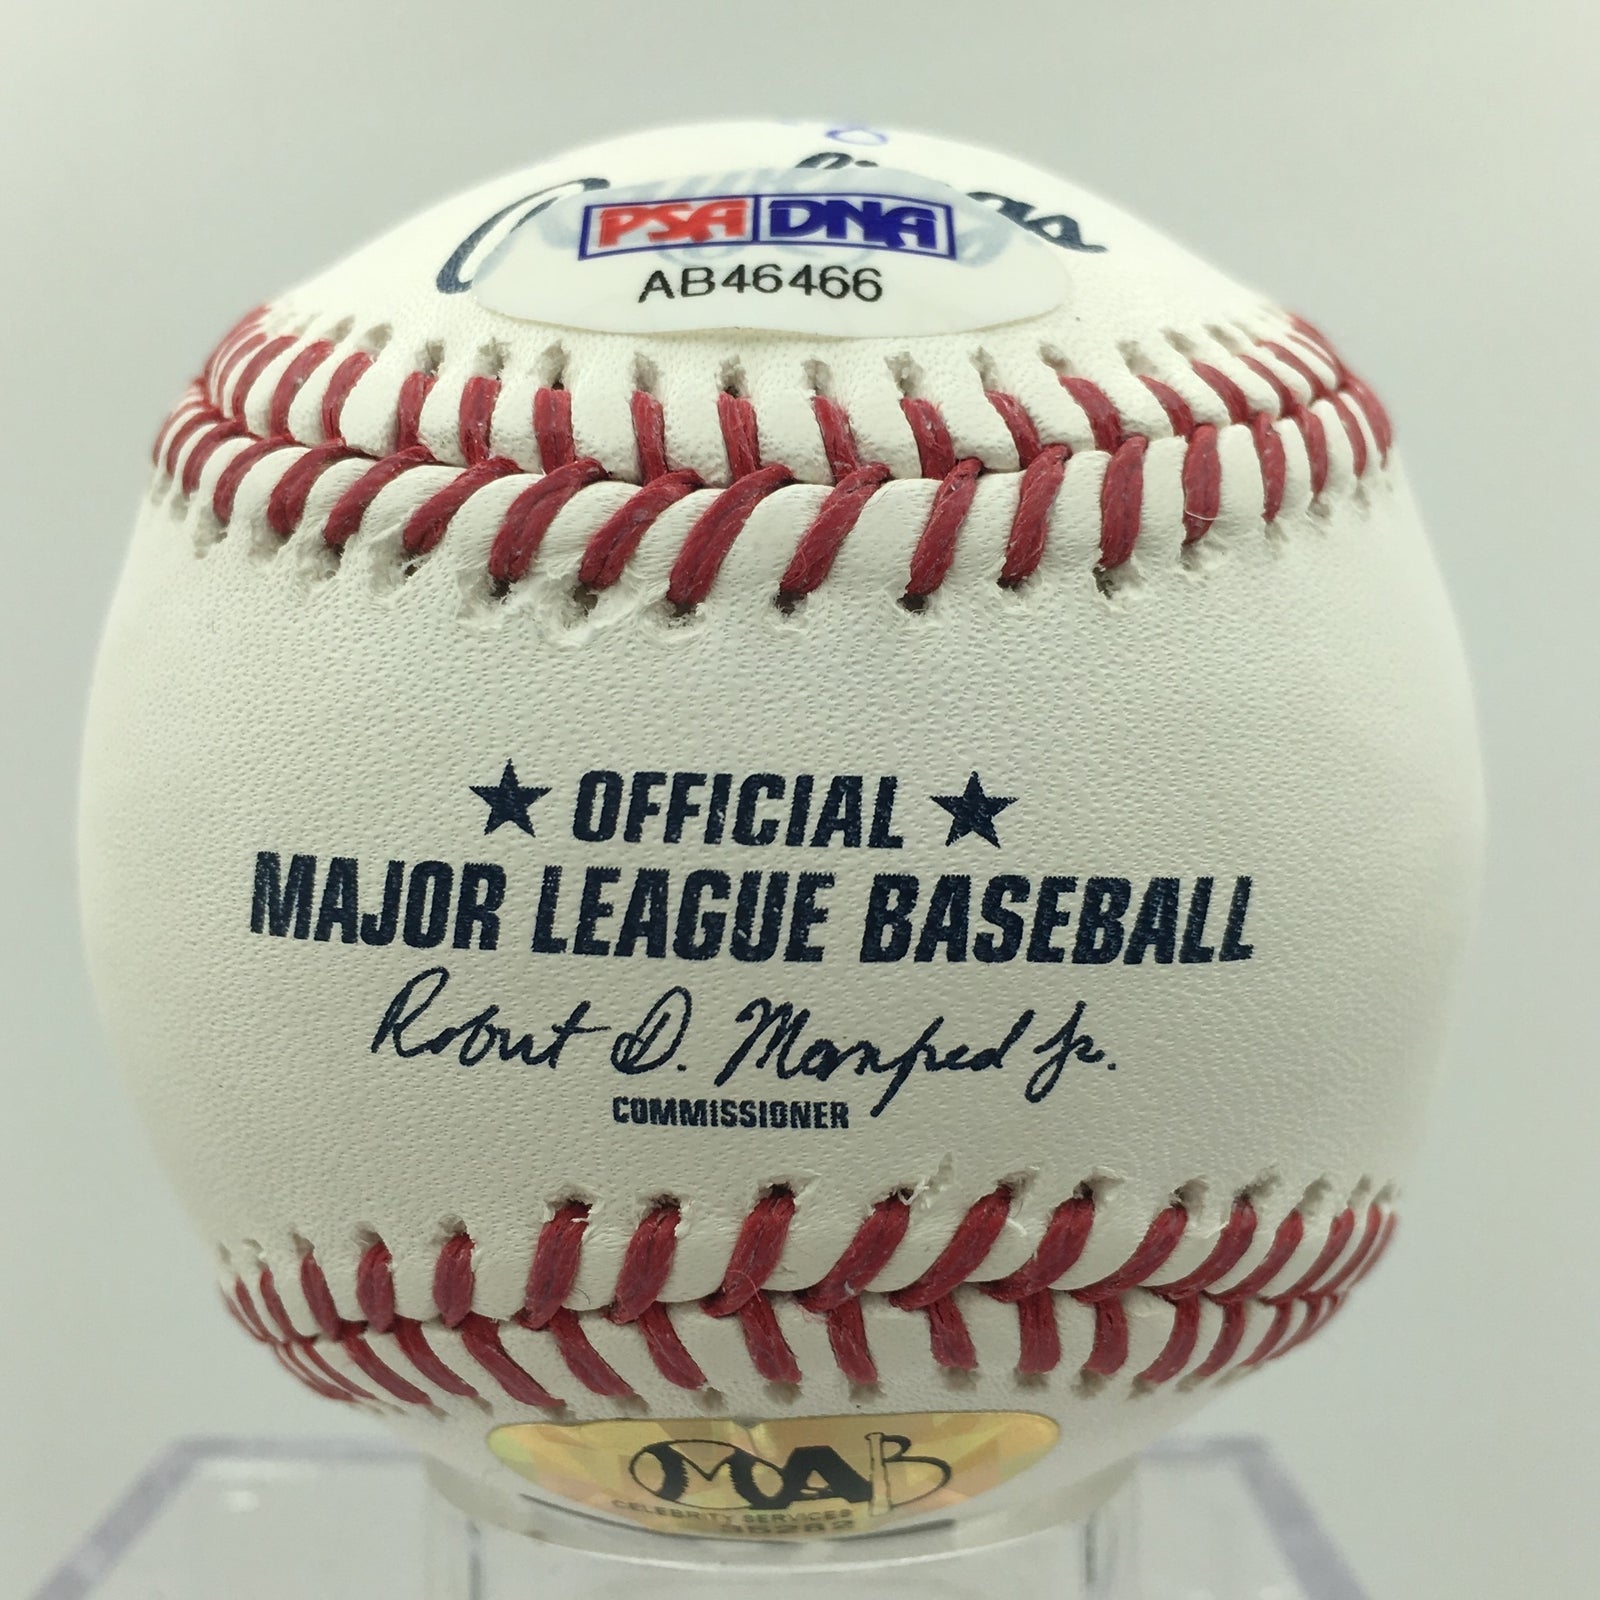 PSA DNA
AB46466
★ OFFICIAL ★
MAJOR LEAGUE BASEBALL
Robert D. Manfred Jr.
COMMISSIONER
MAB
CELEBRITY SERVICES